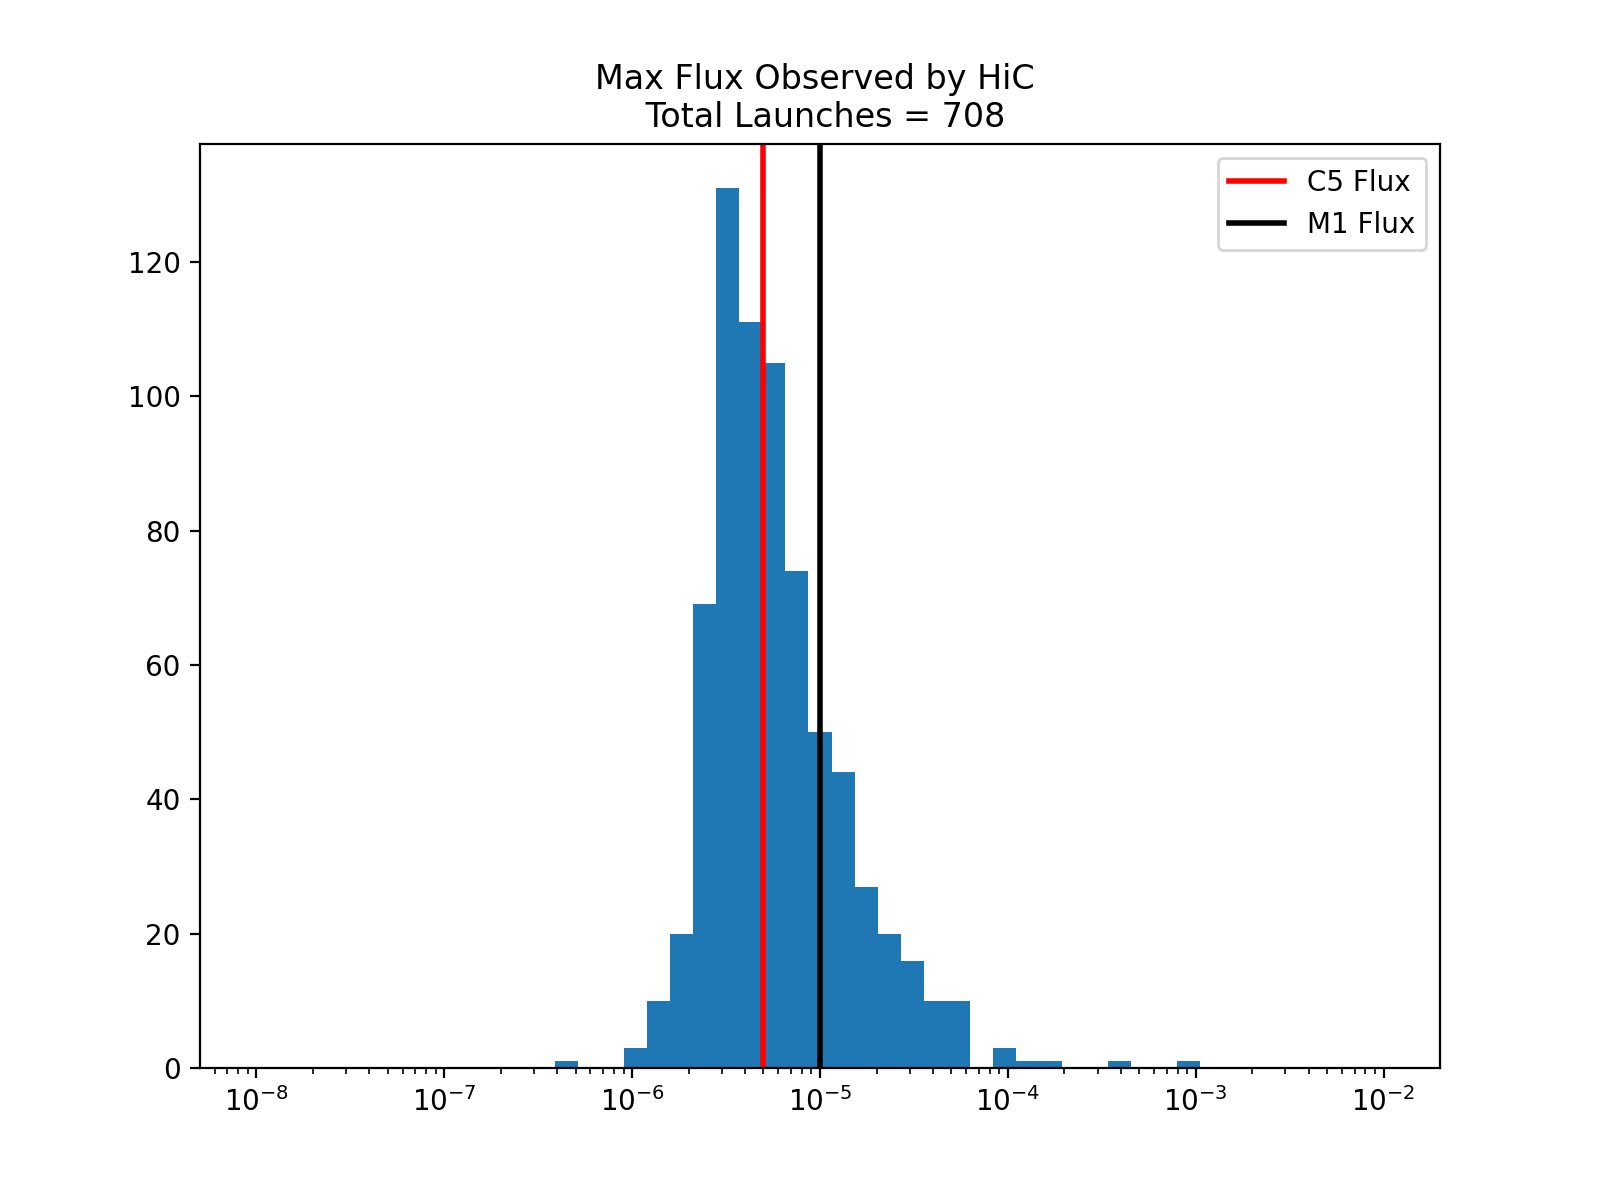 Max Flux Observed by HiC
Total Launches = 708
C5 Flux
M1 Flux
120
100
80
60
40
20
0
10⁻⁸ 10⁻⁷ 10⁻⁶ 10⁻⁵ 10⁻⁴ 10⁻³ 10⁻²